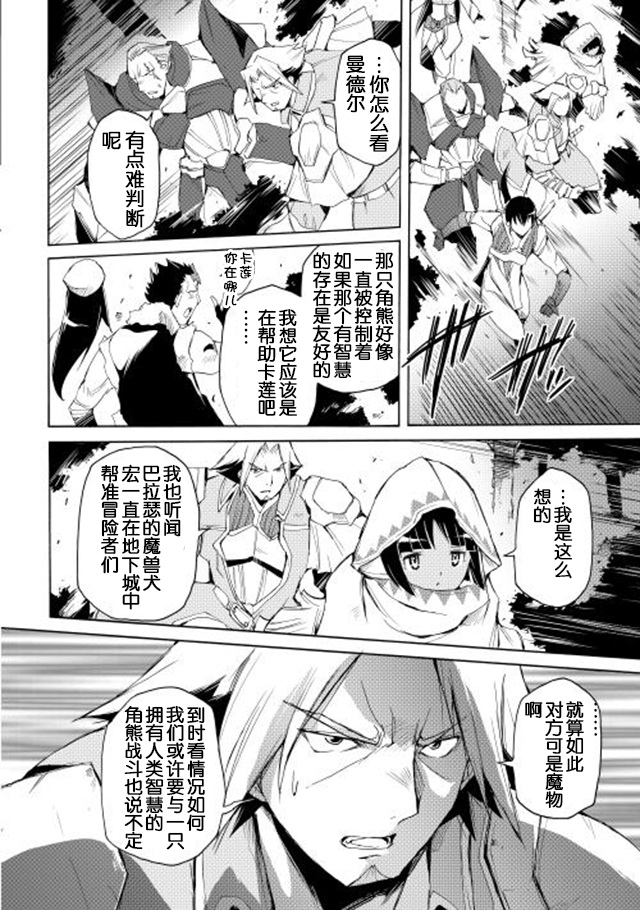 …你怎么看
曼德尔
有点难判断
呢
那只角熊好像
一直被控制着
如果那个有智慧
的存在是友好的
我想它应该是
在帮助卡莲吧
……
卡莲
你在哪儿
…我是这么
想的
我也听闻
巴拉瑟的魔兽犬
宏一直在地下城中
帮准冒险者们
……
就算如此
对方可是魔物
啊
到时看情况如何
我们或许要与一只
拥有人类智慧的
角熊战斗也说不定